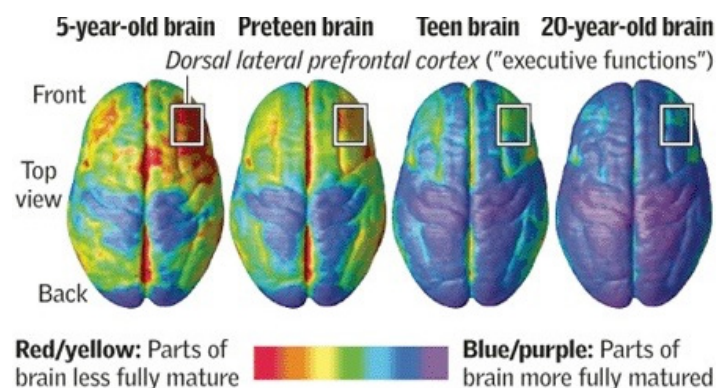 5-year-old brain Preteen brain Teen brain 20-year-old brain
Dorsal lateral prefrontal cortex ("executive functions")
Front
Top
view
Back
Red/yellow: Parts of
brain less fully mature
Blue/purple: Parts of
brain more fully matured